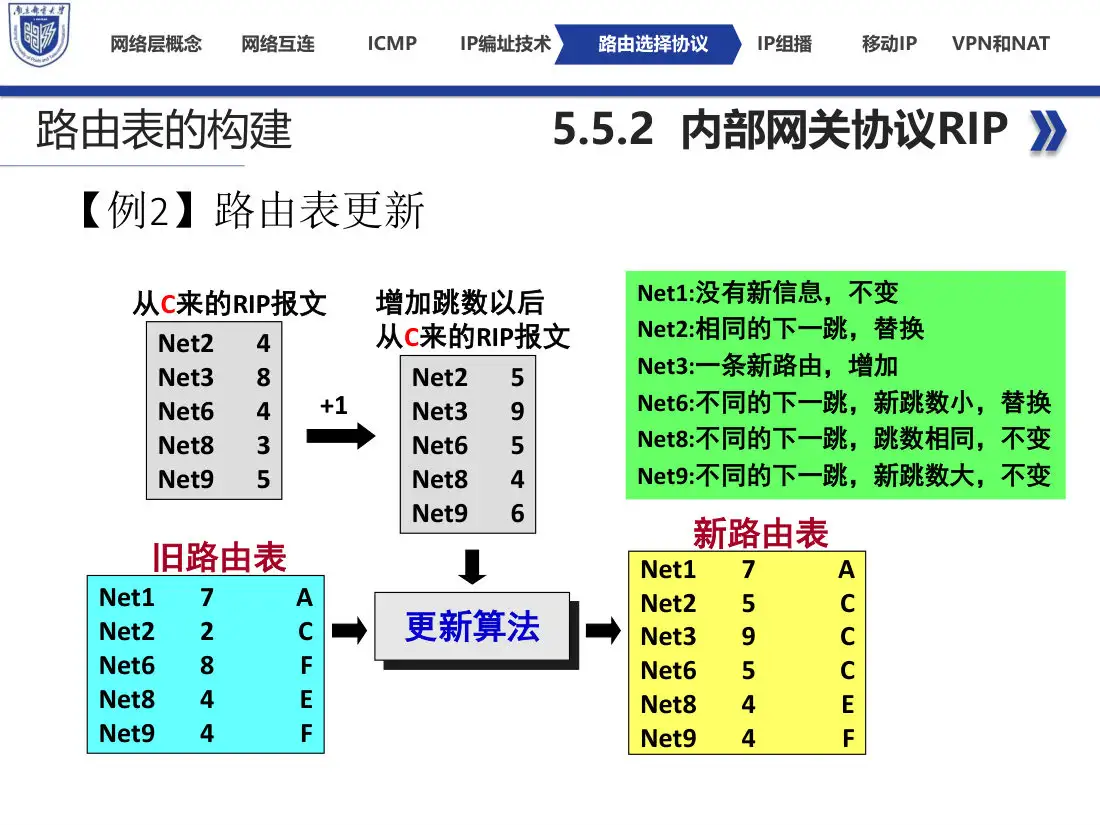 网络层概念 网络互连 ICMP IP编址技术 路由选择协议 IP组播 移动IP VPN和NAT
路由表的构建
5.5.2 内部网关协议RIP
【例2】路由表更新
从C来的RIP报文
Net2 4
Net3 8
Net6 4
Net8 3
Net9 5
+1
增加跳数以后
从C来的RIP报文
Net2 5
Net3 9
Net6 5
Net8 4
Net9 6
Net1:没有新信息，不变
Net2:相同的下一跳，替换
Net3:一条新路由，增加
Net6:不同的下一跳，新跳数小，替换
Net8:不同的下一跳，跳数相同，不变
Net9:不同的下一跳，新跳数大，不变
旧路由表
Net1 7 A
Net2 2 C
Net6 8 F
Net8 4 E
Net9 4 F
更新算法
新路由表
Net1 7 A
Net2 5 C
Net3 9 C
Net6 5 C
Net8 4 E
Net9 4 F